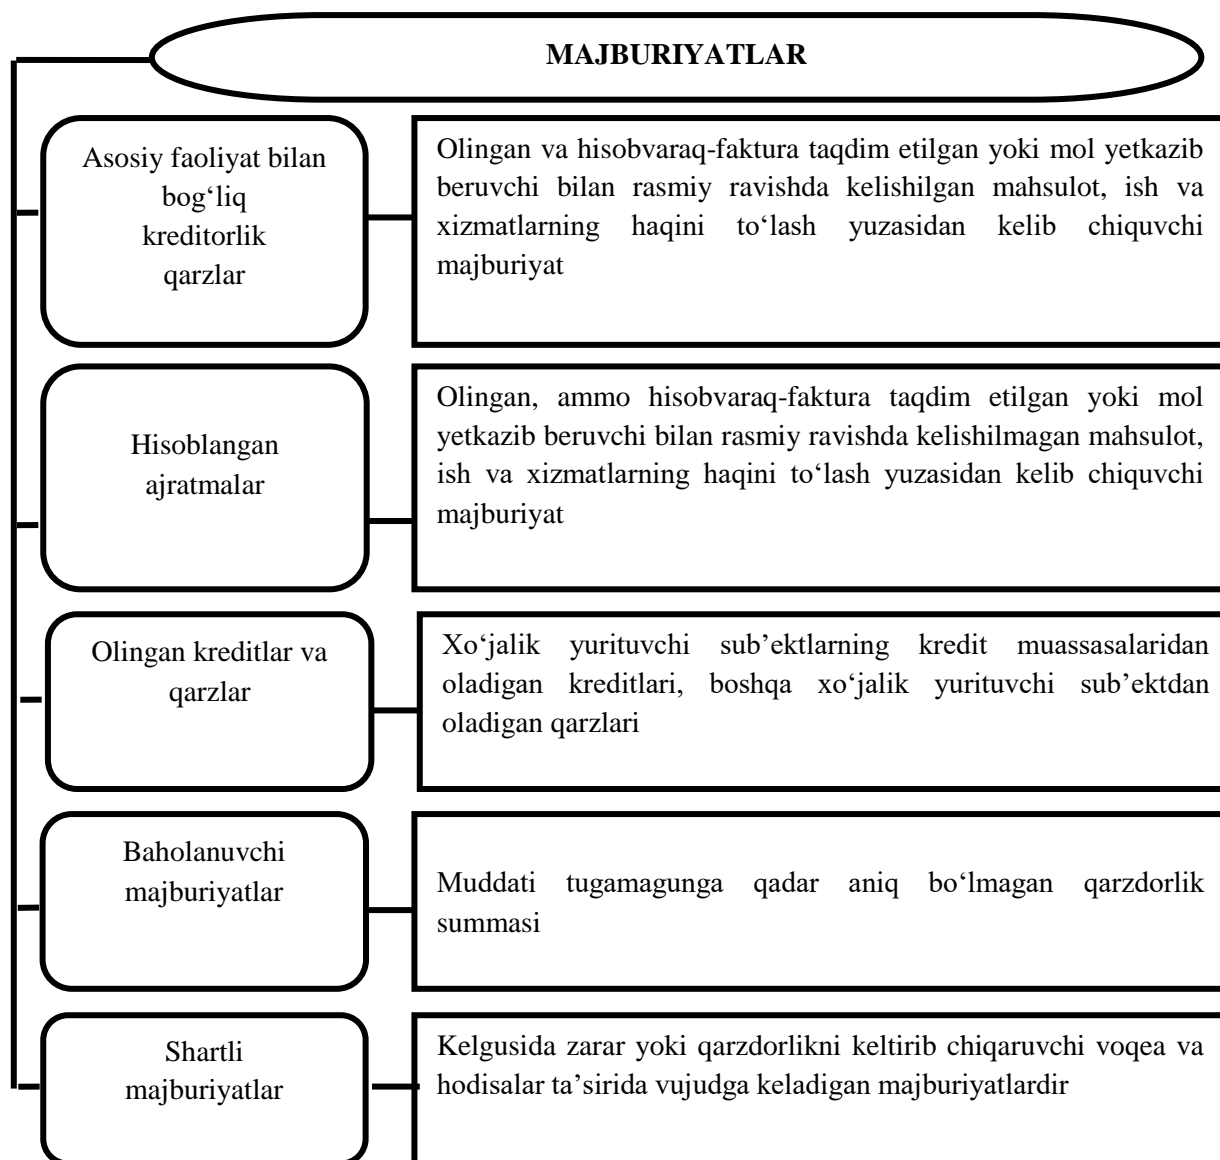 MAJBURIYATLAR
Asosiy faoliyat bilan
bog‘liq
kreditorlik
qarzlar
Olingan va hisobvaraq-faktura taqdim etilgan yoki mol yetkazib
beruvchi bilan rasmiy ravishda kelishilgan mahsulot, ish va
xizmatlarning haqini to‘lash yuzasidan kelib chiquvchi
majburiyat
Hisoblangan
ajratmalar
Olingan, ammo hisobvaraq-faktura taqdim etilgan yoki mol
yetkazib beruvchi bilan rasmiy ravishda kelishilmagan mahsulot,
ish va xizmatlarning haqini to‘lash yuzasidan kelib chiquvchi
majburiyat
Olingan kreditlar va
qarzlar
Xo‘jalik yurituvchi sub’ektlarning kredit muassasalaridan
oladigan kreditlari, boshqa xo‘jalik yurituvchi sub’ektdan
oladigan qarzlari
Baholanuvchi
majburiyatlar
Muddati tugamagunga qadar aniq bo‘lmagan qarzdorlik
summasi
Shartli
majburiyatlar
Kelgusida zarar yoki qarzdorlikni keltirib chiqaruvchi voqea va
hodisalar ta’sirida vujudga keladigan majburiyatlardir